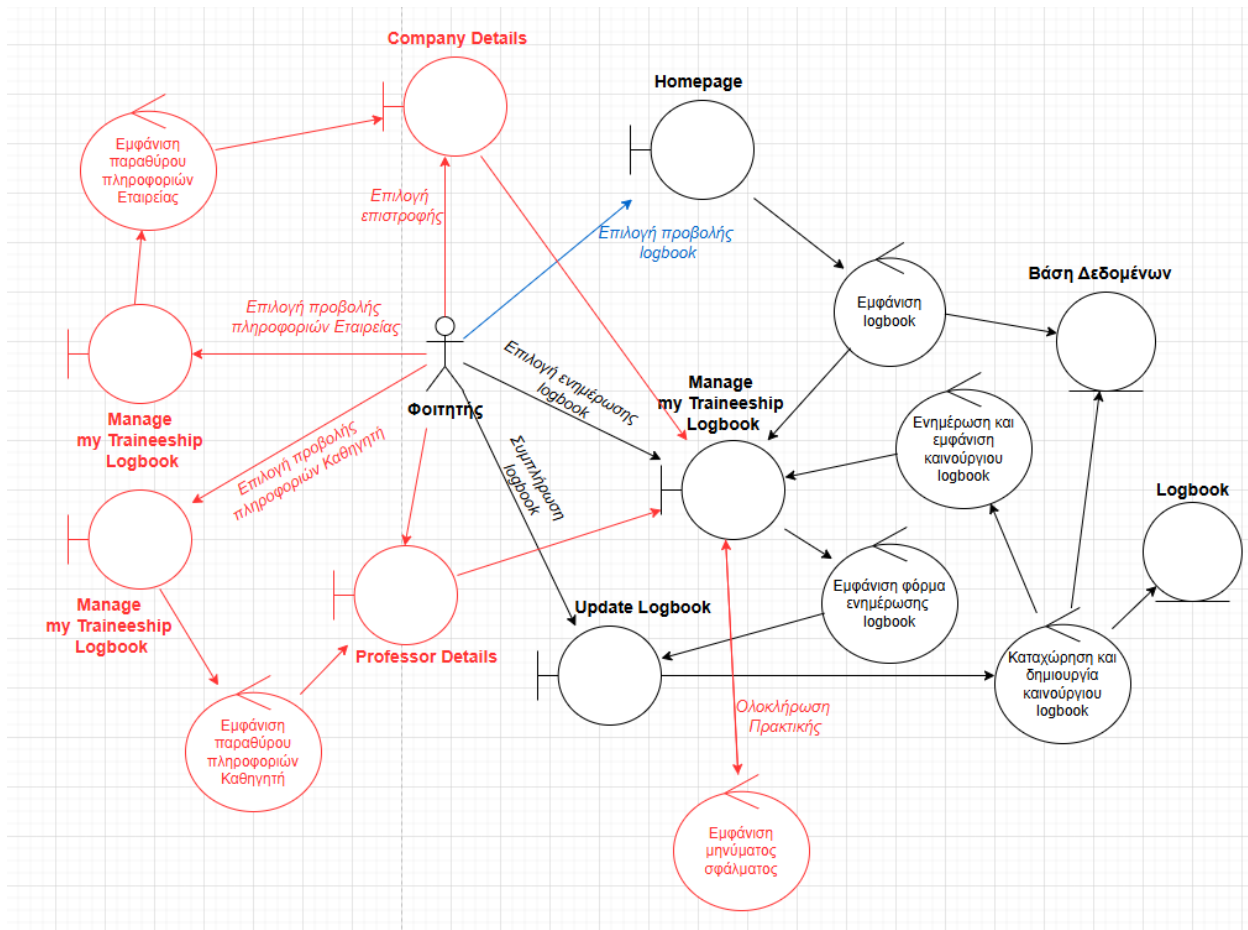 Company Details
Homepage
Εμφάνιση
παραθύρου
πληροφοριών
Εταιρείας
Επιλογή
επιστροφής
Επιλογή προβολής
logbook
Βάση Δεδομένων
Εμφάνιση
logbook
Επιλογή προβολής
πληροφοριών Εταιρείας
Επιλογή ενημέρωσης
logbook
Manage
my Traineeship
Logbook
Φοιτητής
Manage
my Traineeship
Logbook
Ενημέρωση και
εμφάνιση
καινούργιου
logbook
Επιλογή προβολής
πληροφοριών Καθηγητή
Συμπλήρωση
logbook
Logbook
Εμφάνιση φόρμα
ενημέρωσης
logbook
Manage
my Traineeship
Logbook
Update Logbook
Professor Details
Καταχώρηση και
δημιουργία
καινούργιου
logbook
Εμφάνιση
παραθύρου
πληροφοριών
Καθηγητή
Ολοκλήρωση
Πρακτικής
Εμφάνιση
μηνύματος
σφάλματος